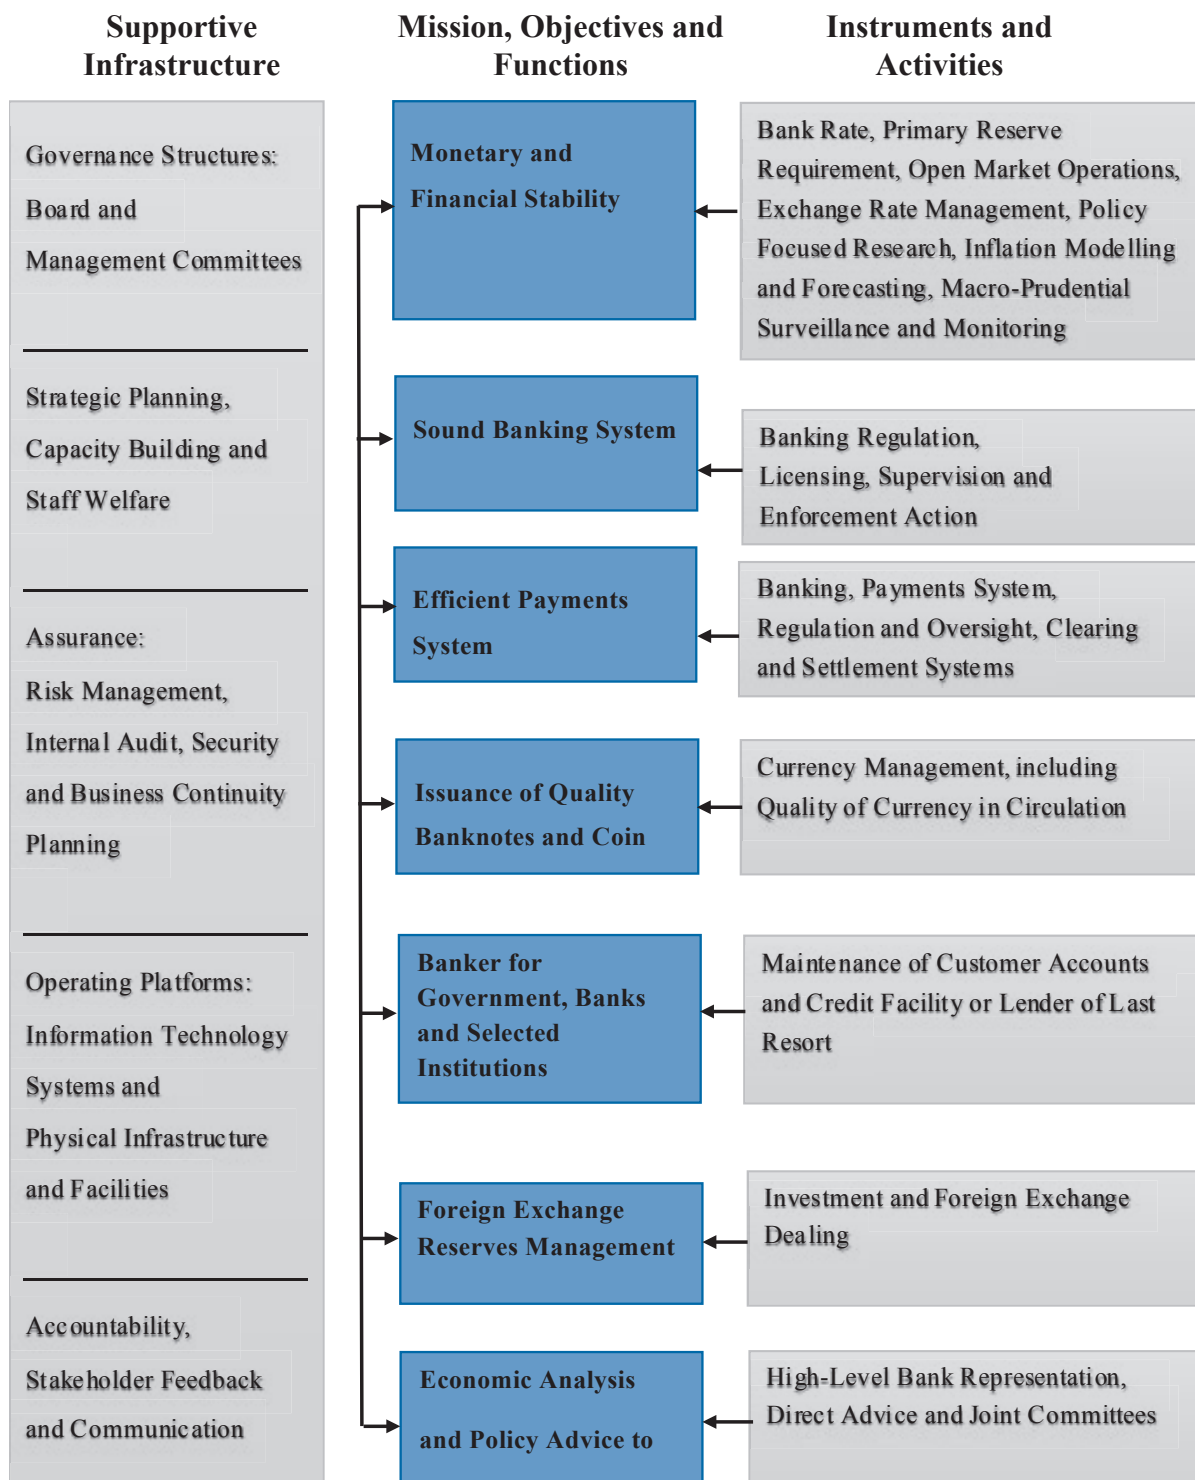 Supportive
Infrastructure
Governance Structures:
Board and
Management Committees
Strategic Planning,
Capacity Building and
Staff Welfare
Assurance:
Risk Management,
Internal Audit, Security
and Business Continuity
Planning
Operating Platforms:
Information Technology
Systems and
Physical Infrastructure
and Facilities
Accountability,
Stakeholder Feedback
and Communication
Mission, Objectives and
Functions
Monetary and
Financial Stability
Sound Banking System
Efficient Payments
System
Issuance of Quality
Banknotes and Coin
Banker for
Government, Banks
and Selected
Institutions
Foreign Exchange
Reserves Management
Economic Analysis
and Policy Advice to
Instruments and
Activities
Bank Rate, Primary Reserve
Requirement, Open Market Operations,
Exchange Rate Management, Policy
Focused Research, Inflation Modelling
and Forecasting, Macro-Prudential
Surveillance and Monitoring
Banking Regulation,
Licensing, Supervision and
Enforcement Action
Banking, Payments System,
Regulation and Oversight, Clearing
and Settlement Systems
Currency Management, including
Quality of Currency in Circulation
Maintenance of Customer Accounts
and Credit Facility or Lender of Last
Resort
Investment and Foreign Exchange
Dealing
High-Level Bank Representation,
Direct Advice and Joint Committees